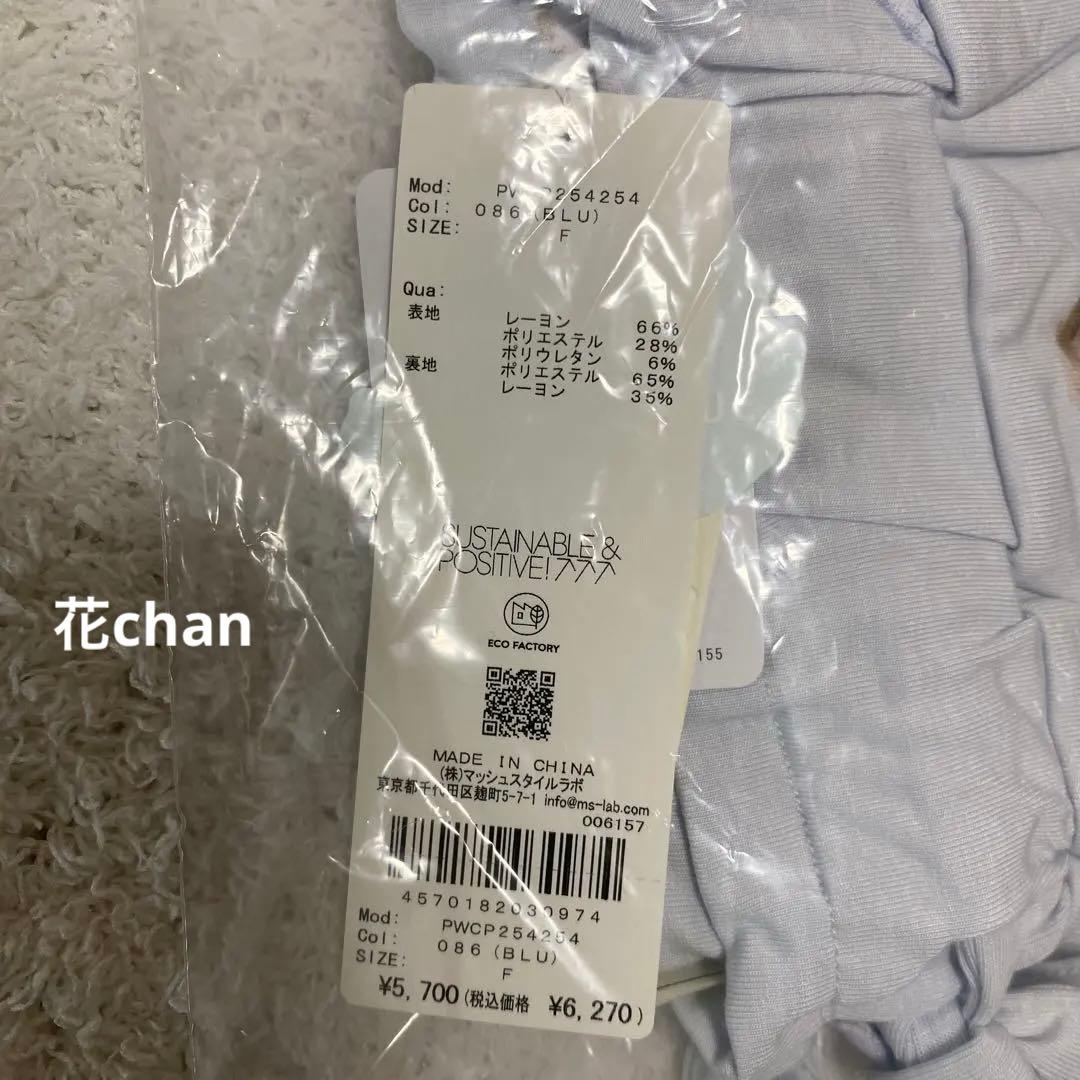 Mod: PWCP254254
Col: 086 (BLU)
SIZE: F
Qua:
表地 レーヨン 66%
ポリエステル 28%
ポリウレタン 6%
裏地 ポリエステル 65%
レーヨン 35%
SUSTAINABLE &
POSITIVE!
ECO FACTORY
155
花chan
MADE IN CHINA
(株)マッシュスタイルラボ
東京都千代田区麹町5-7-1 info@ms-lab.com
006157
4570182030974
Mod: PWCP254254
Col: 086 (BLU)
SIZE: F
¥5,700(税込価格 ¥6,270)